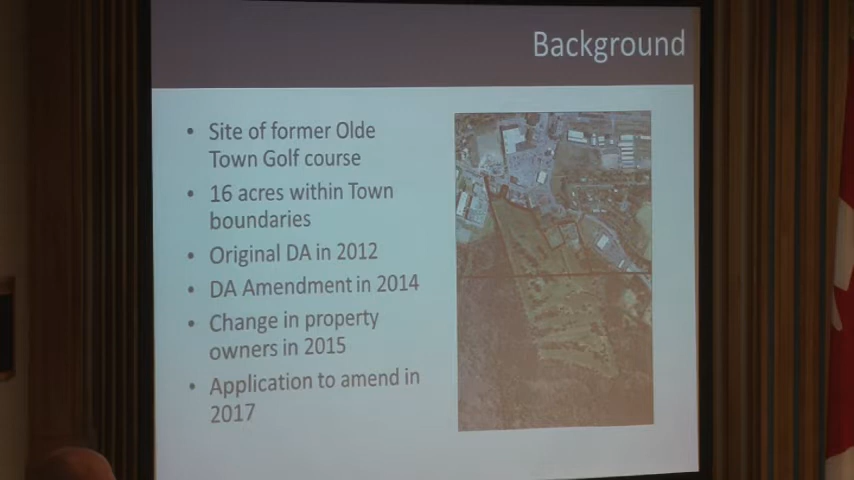 Background
• Site of former Olde
Town Golf course
• 16 acres within Town
boundaries
• Original DA in 2012
• DA Amendment in 2014
• Change in property
owners in 2015
• Application to amend in
2017